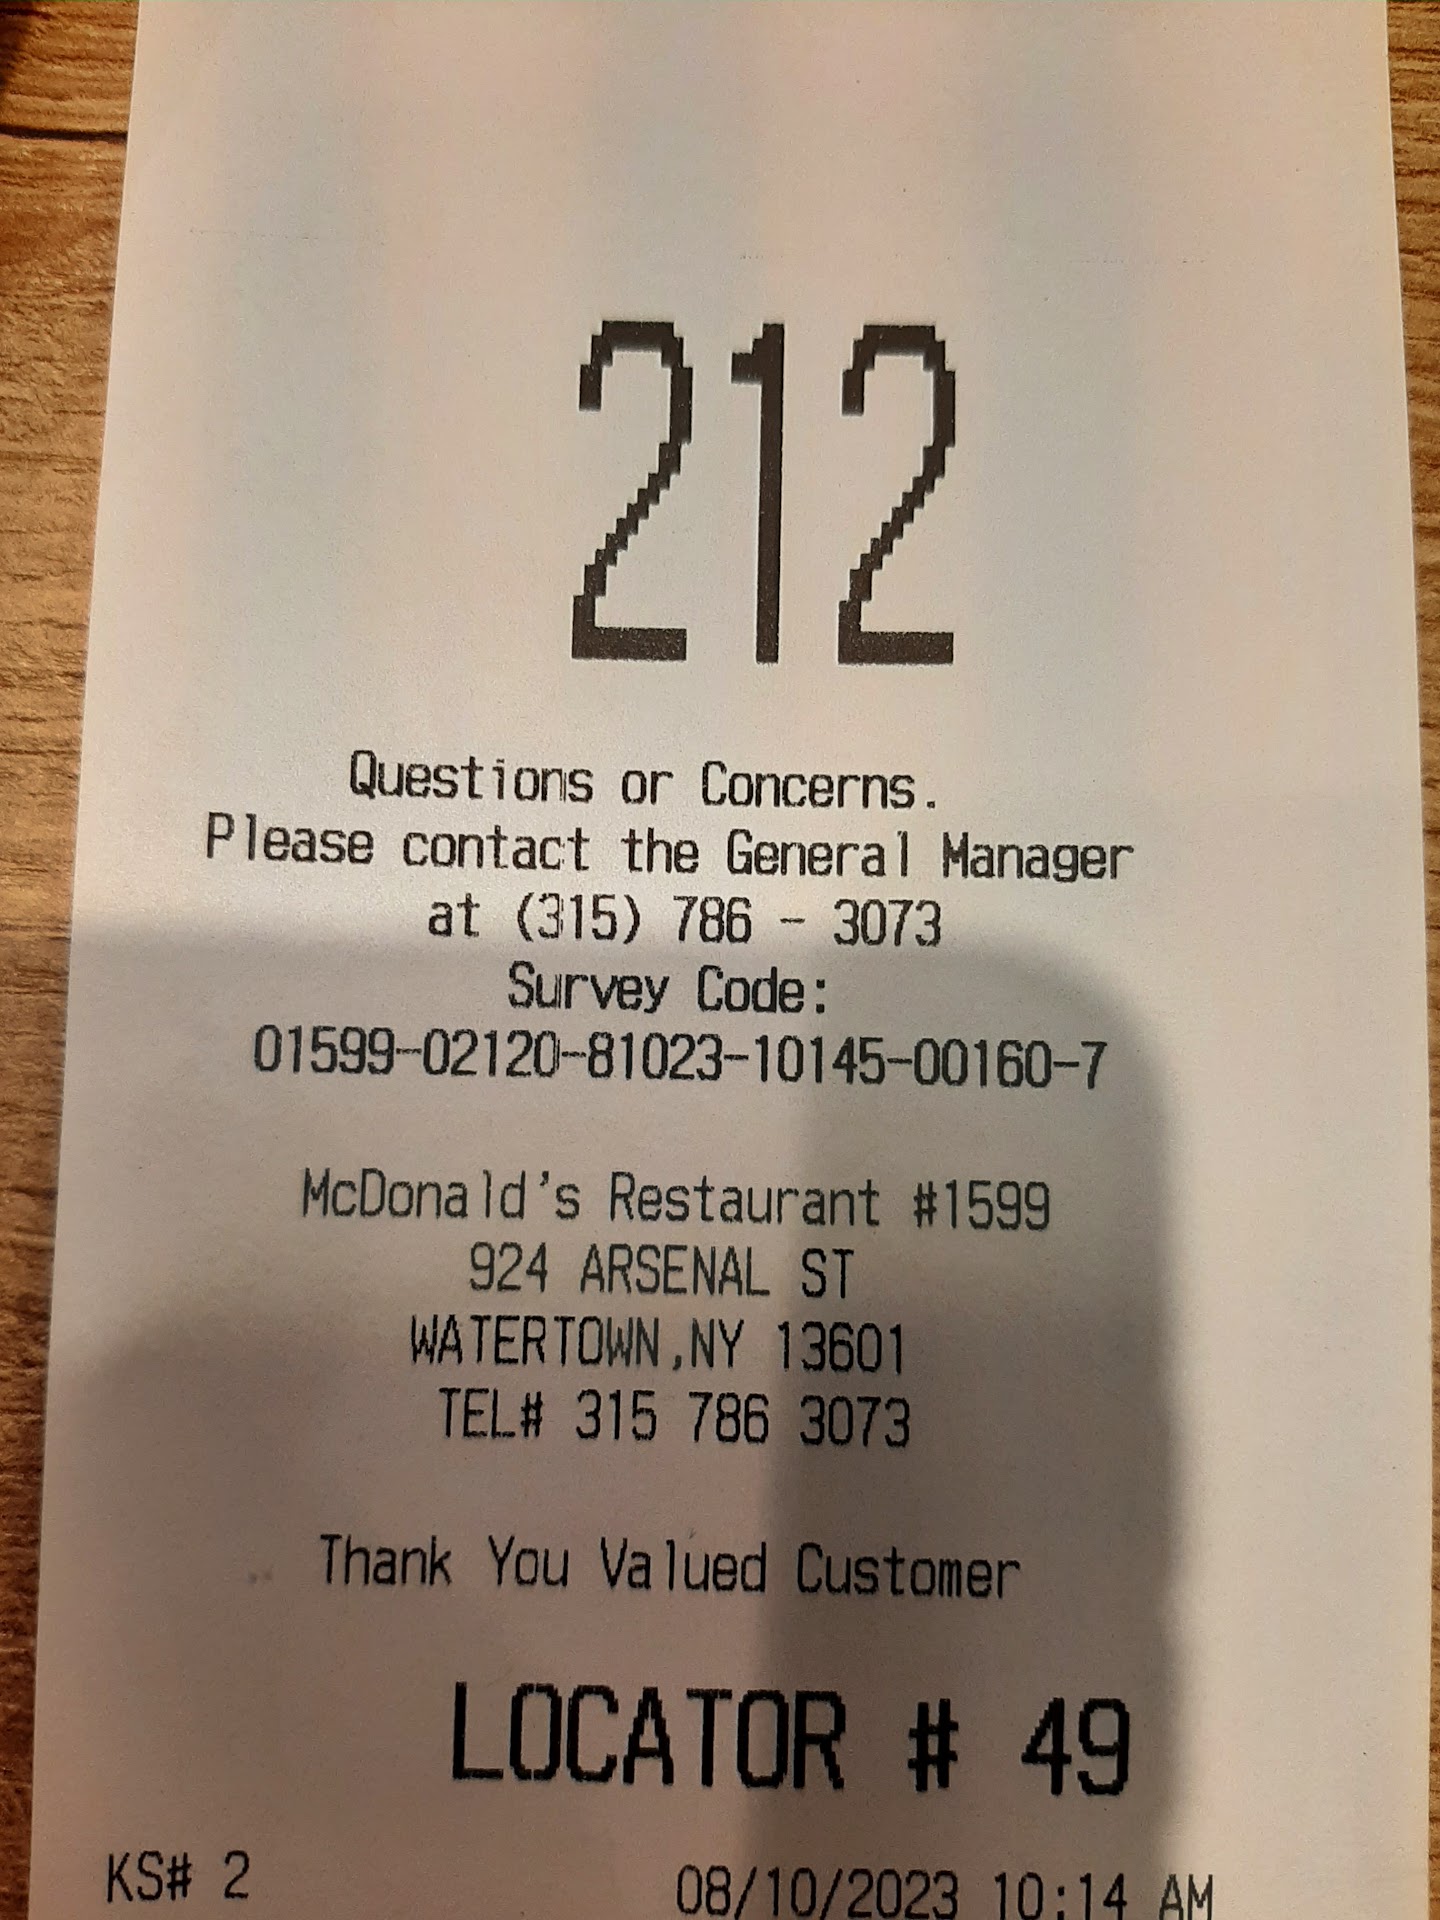 212
Questions or Concerns.
Please contact the General Manager
at (315) 786 - 3073
Survey Code:
01599-02120-81023-10145-00160-7
McDonald's Restaurant #1599
924 ARSENAL ST
WATERTOWN,NY 13601
TEL# 315 786 3073
Thank You Valued Customer
LOCATOR # 49
KS# 2 08/10/2023 10:14 AM